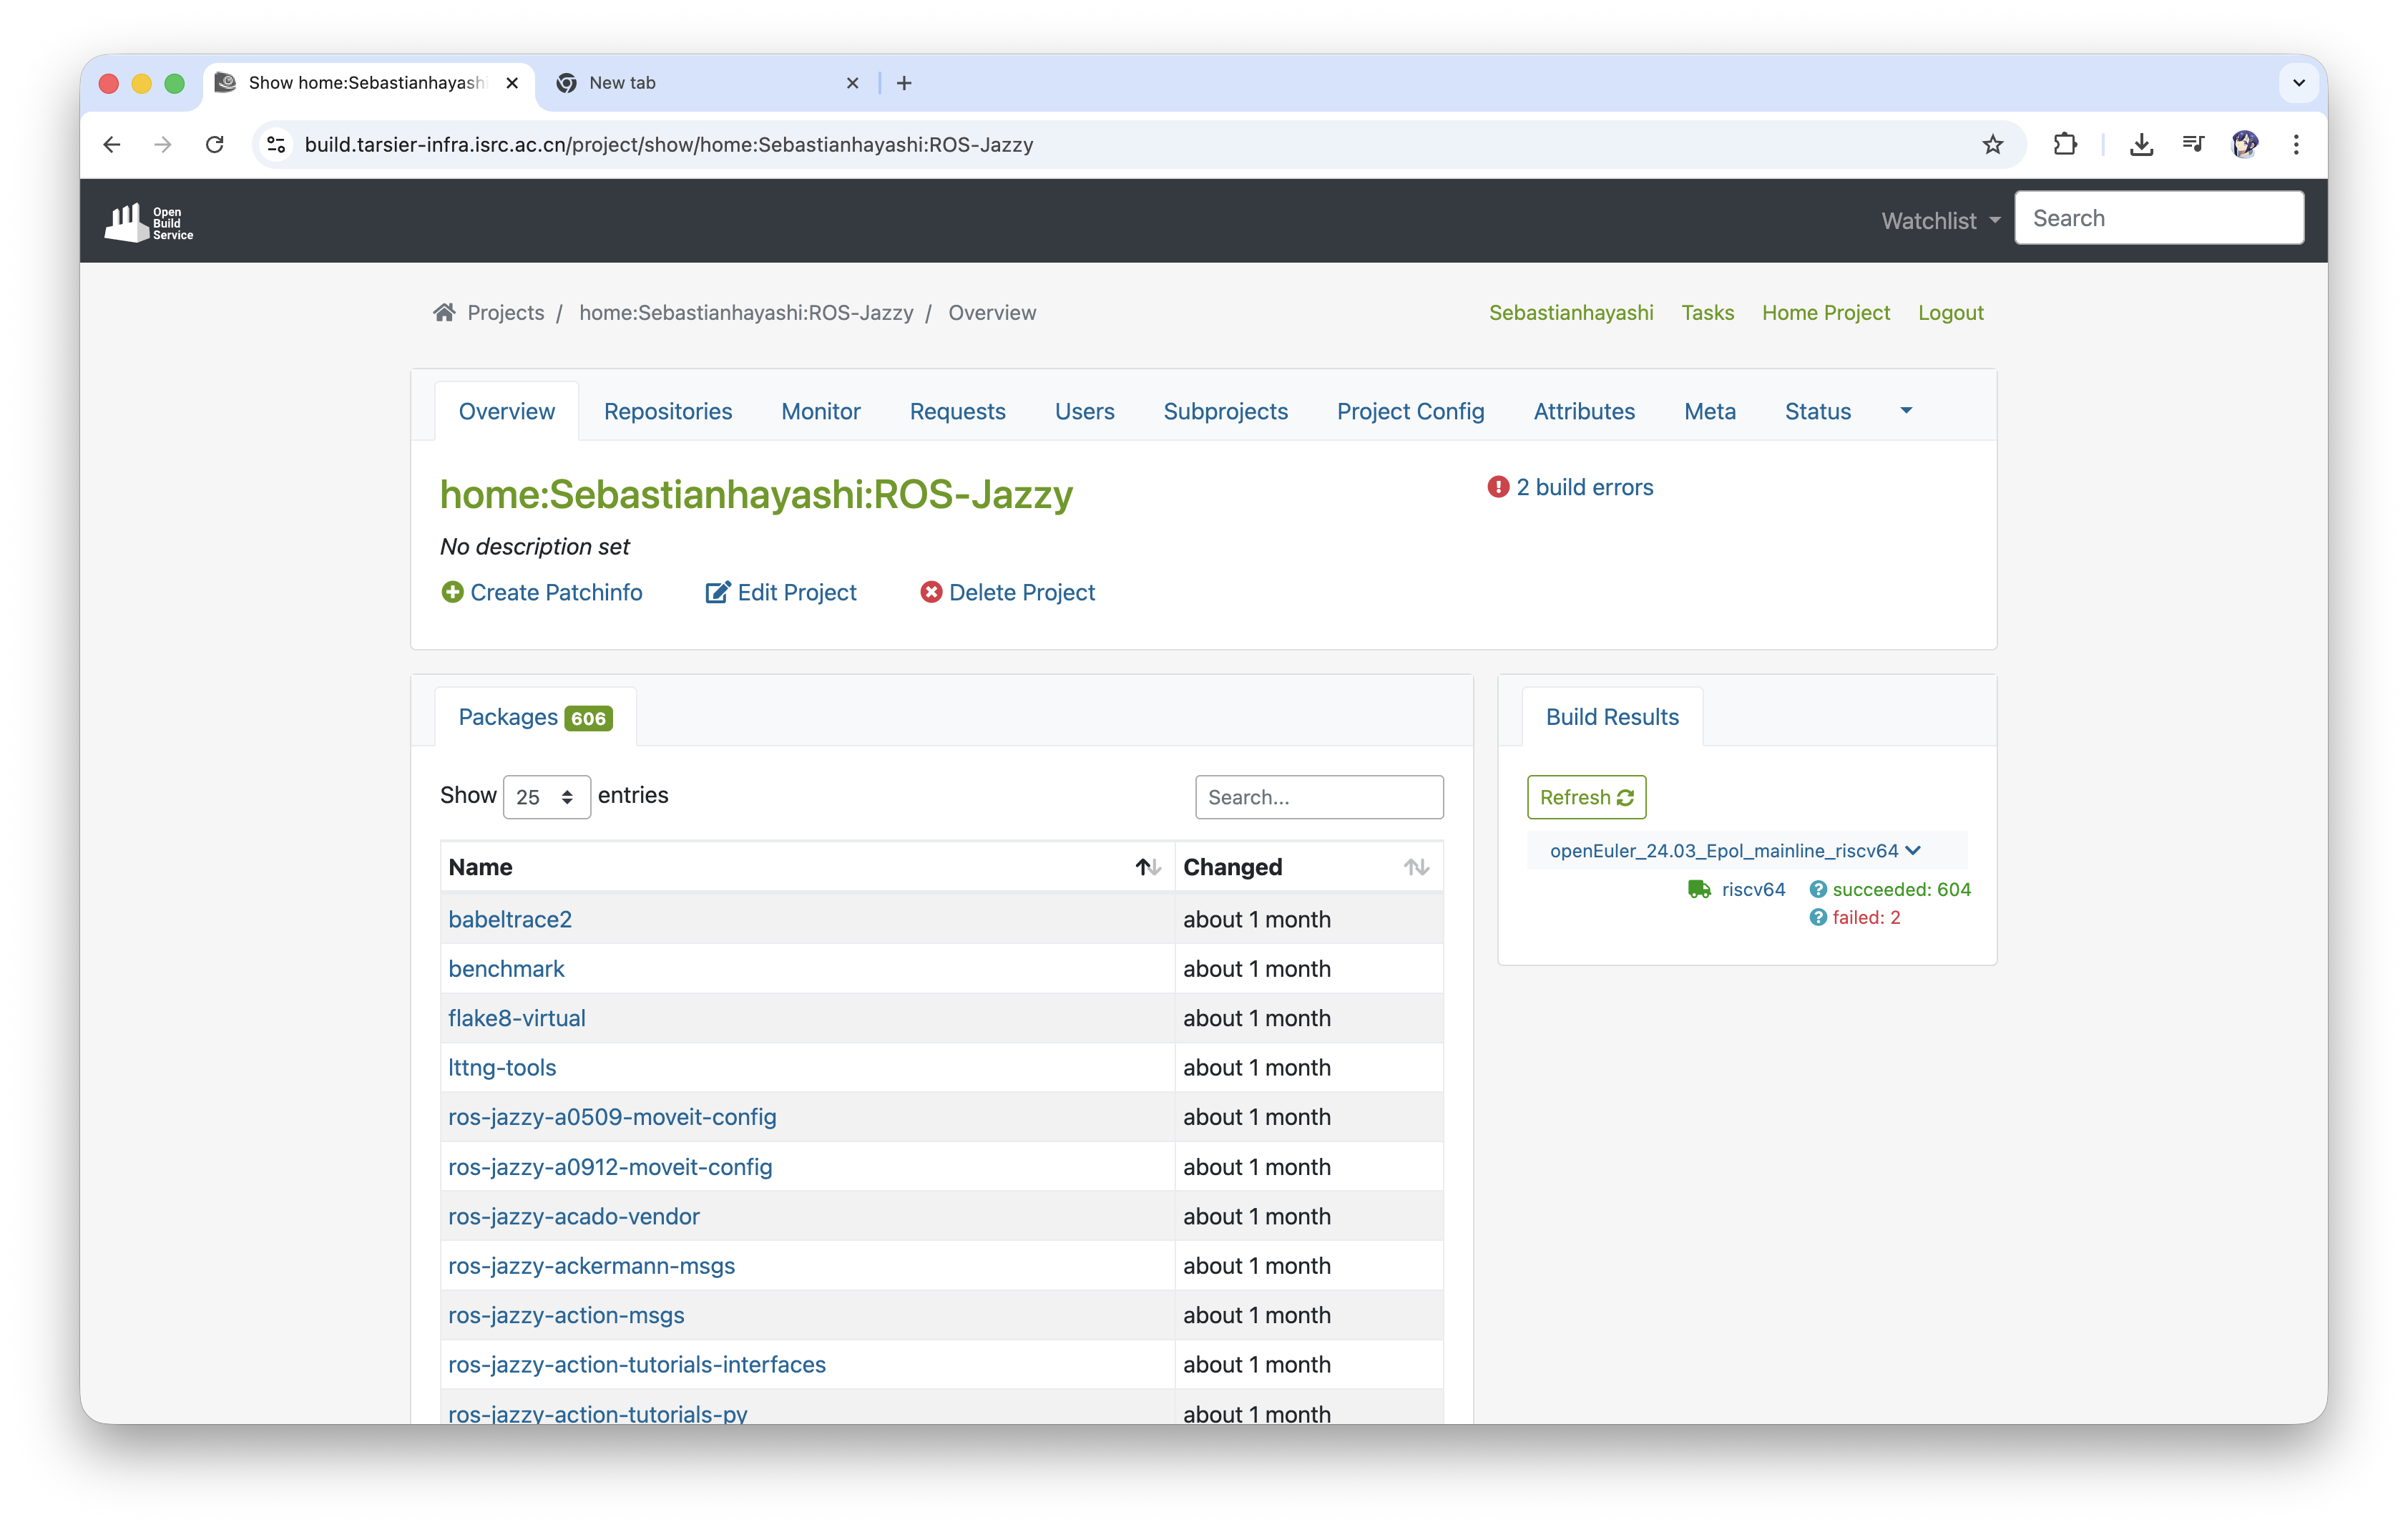 Show home:Sebastianhayashi
New tab
build.tarsier-infra.isrc.ac.cn/project/show/home:Sebastianhayashi:ROS-Jazzy
Open
Build
Service
Watchlist
Search
Projects / home:Sebastianhayashi:ROS-Jazzy / Overview
Sebastianhayashi Tasks Home Project Logout
Overview Repositories Monitor Requests Users Subprojects Project Config Attributes Meta Status
home:Sebastianhayashi:ROS-Jazzy
2 build errors
No description set
Create Patchinfo Edit Project Delete Project
Packages 606
Show 25 entries
Search...
Name Changed
babeltrace2 about 1 month
benchmark about 1 month
flake8-virtual about 1 month
lttng-tools about 1 month
ros-jazzy-a0509-moveit-config about 1 month
ros-jazzy-a0912-moveit-config about 1 month
ros-jazzy-acado-vendor about 1 month
ros-jazzy-ackermann-msgs about 1 month
ros-jazzy-action-msgs about 1 month
ros-jazzy-action-tutorials-interfaces about 1 month
ros-jazzy-action-tutorials-py about 1 month
Build Results
Refresh
openEuler_24.03_Epol_mainline_riscv64
riscv64 succeeded: 604
failed: 2